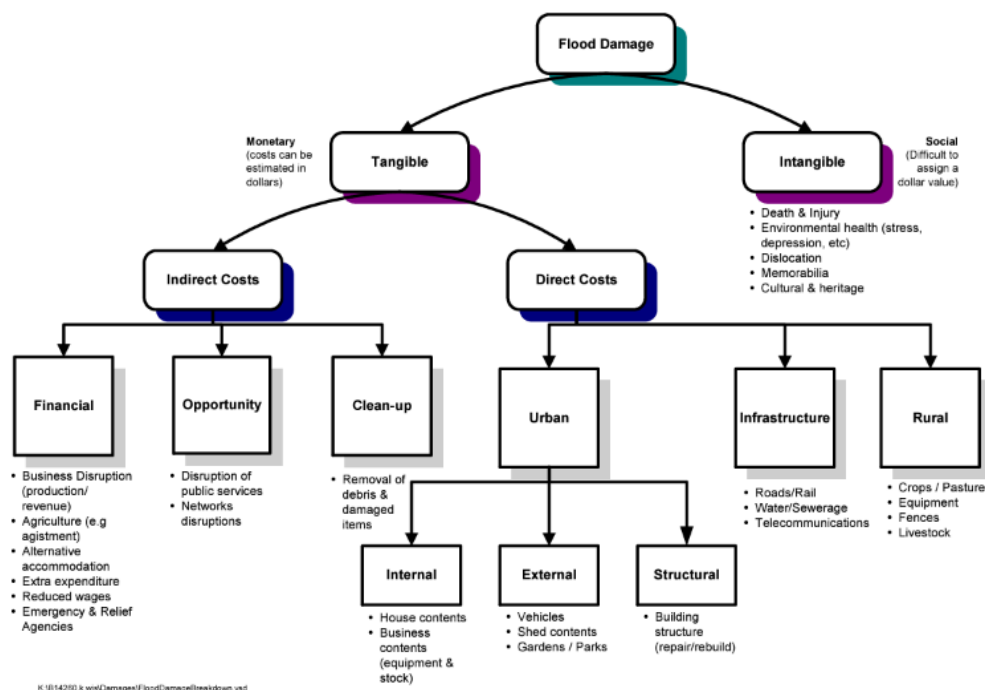 Flood Damage
Monetary
(costs can be
estimated in
dollars)
Tangible
Intangible
Social
(Difficult to
assign a
dollar value)
• Death & Injury
• Environmental health (stress,
depression, etc)
• Dislocation
• Memorabilia
• Cultural & heritage
Indirect Costs
Direct Costs
Financial
Opportunity
Clean-up
Urban
Infrastructure
Rural
• Business Disruption
(production/
revenue)
• Agriculture (e.g
agistment)
• Alternative
accommodation
• Extra expenditure
• Reduced wages
• Emergency & Relief
Agencies
• Disruption of
public services
• Networks
disruptions
• Removal of
debris &
damaged
items
• Roads/Rail
• Water/Sewerage
• Telecommunications
• Crops / Pasture
• Equipment
• Fences
• Livestock
Internal
External
Structural
• House contents
• Business
contents
(equipment &
stock)
• Vehicles
• Shed contents
• Gardens / Parks
• Building
structure
(repair/rebuild)